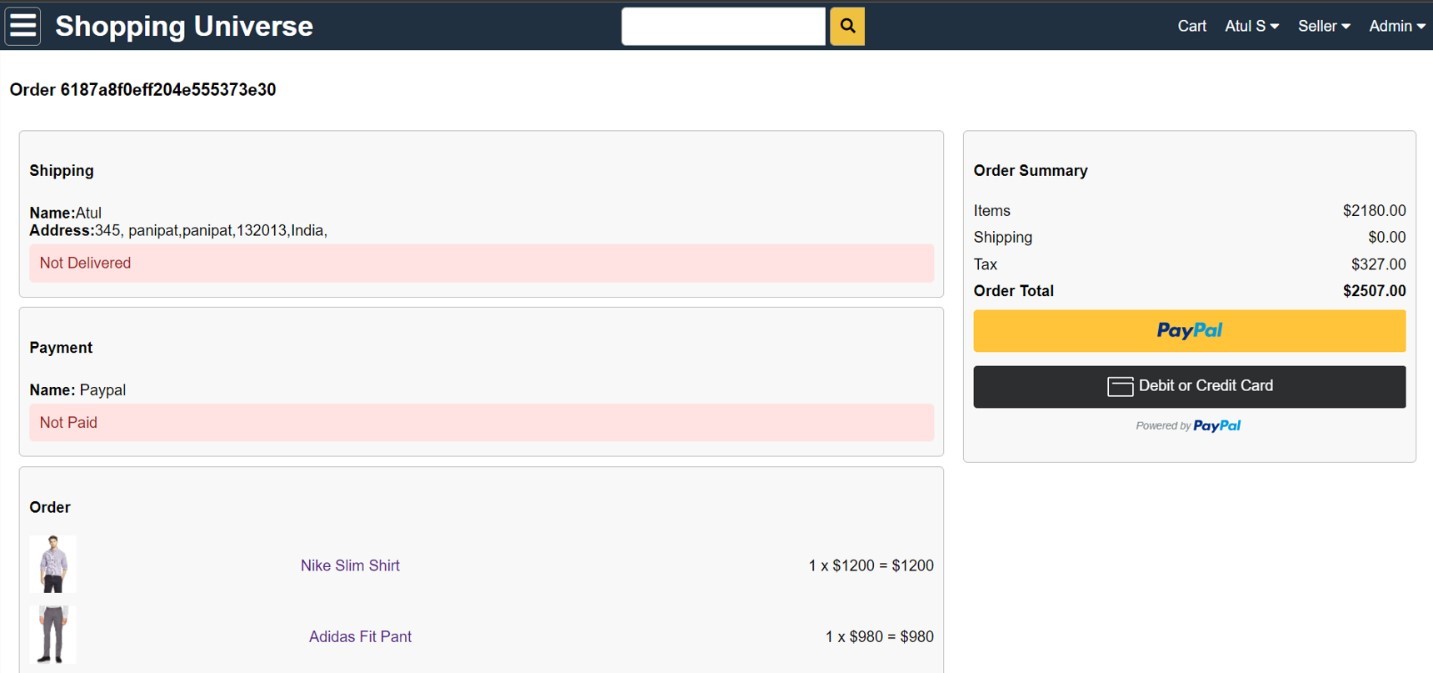 Shopping Universe
Cart Atul S Seller Admin
Order 6187a8f0eff204e555373e30
Shipping
Name:Atul
Address:345, panipat,panipat,132013,India,
Not Delivered
Payment
Name: Paypal
Not Paid
Order
Nike Slim Shirt 1 x $1200 = $1200
Adidas Fit Pant 1 x $980 = $980
Order Summary
Items $2180.00
Shipping $0.00
Tax $327.00
Order Total $2507.00
PayPal
Debit or Credit Card
Powered by PayPal